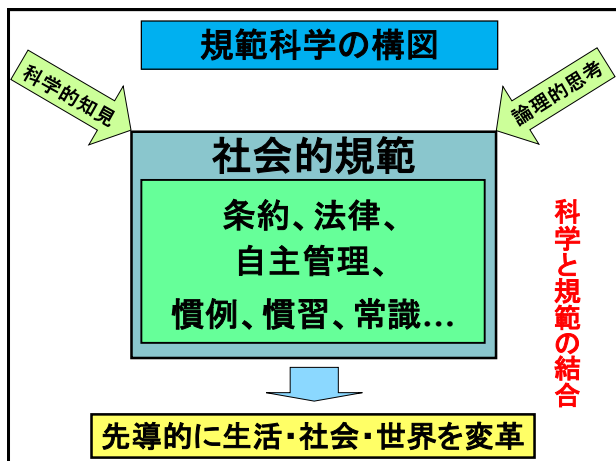 規範科学の構図
科学的知見
論理的思考
社会的規範
条約、法律、
自主管理、
慣例、慣習、常識…
科学と規範の結合
先導的に生活・社会・世界を変革